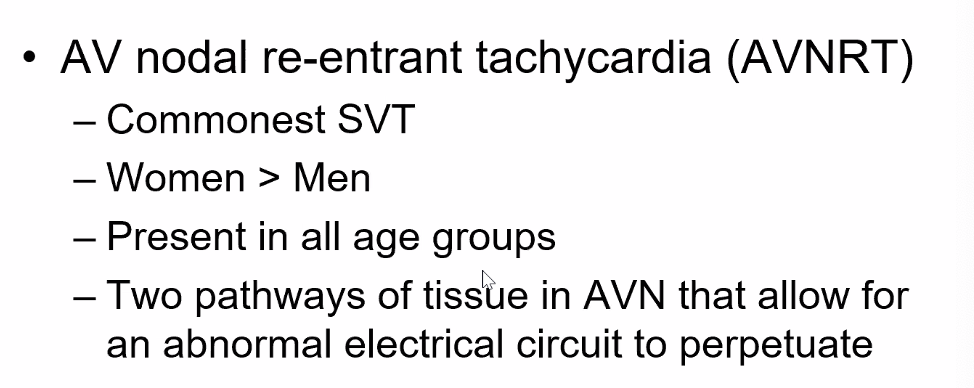 • AV nodal re-entrant tachycardia (AVNRT)
– Commonest SVT
– Women > Men
– Present in all age groups
– Two pathways of tissue in AVN that allow for
an abnormal electrical circuit to perpetuate